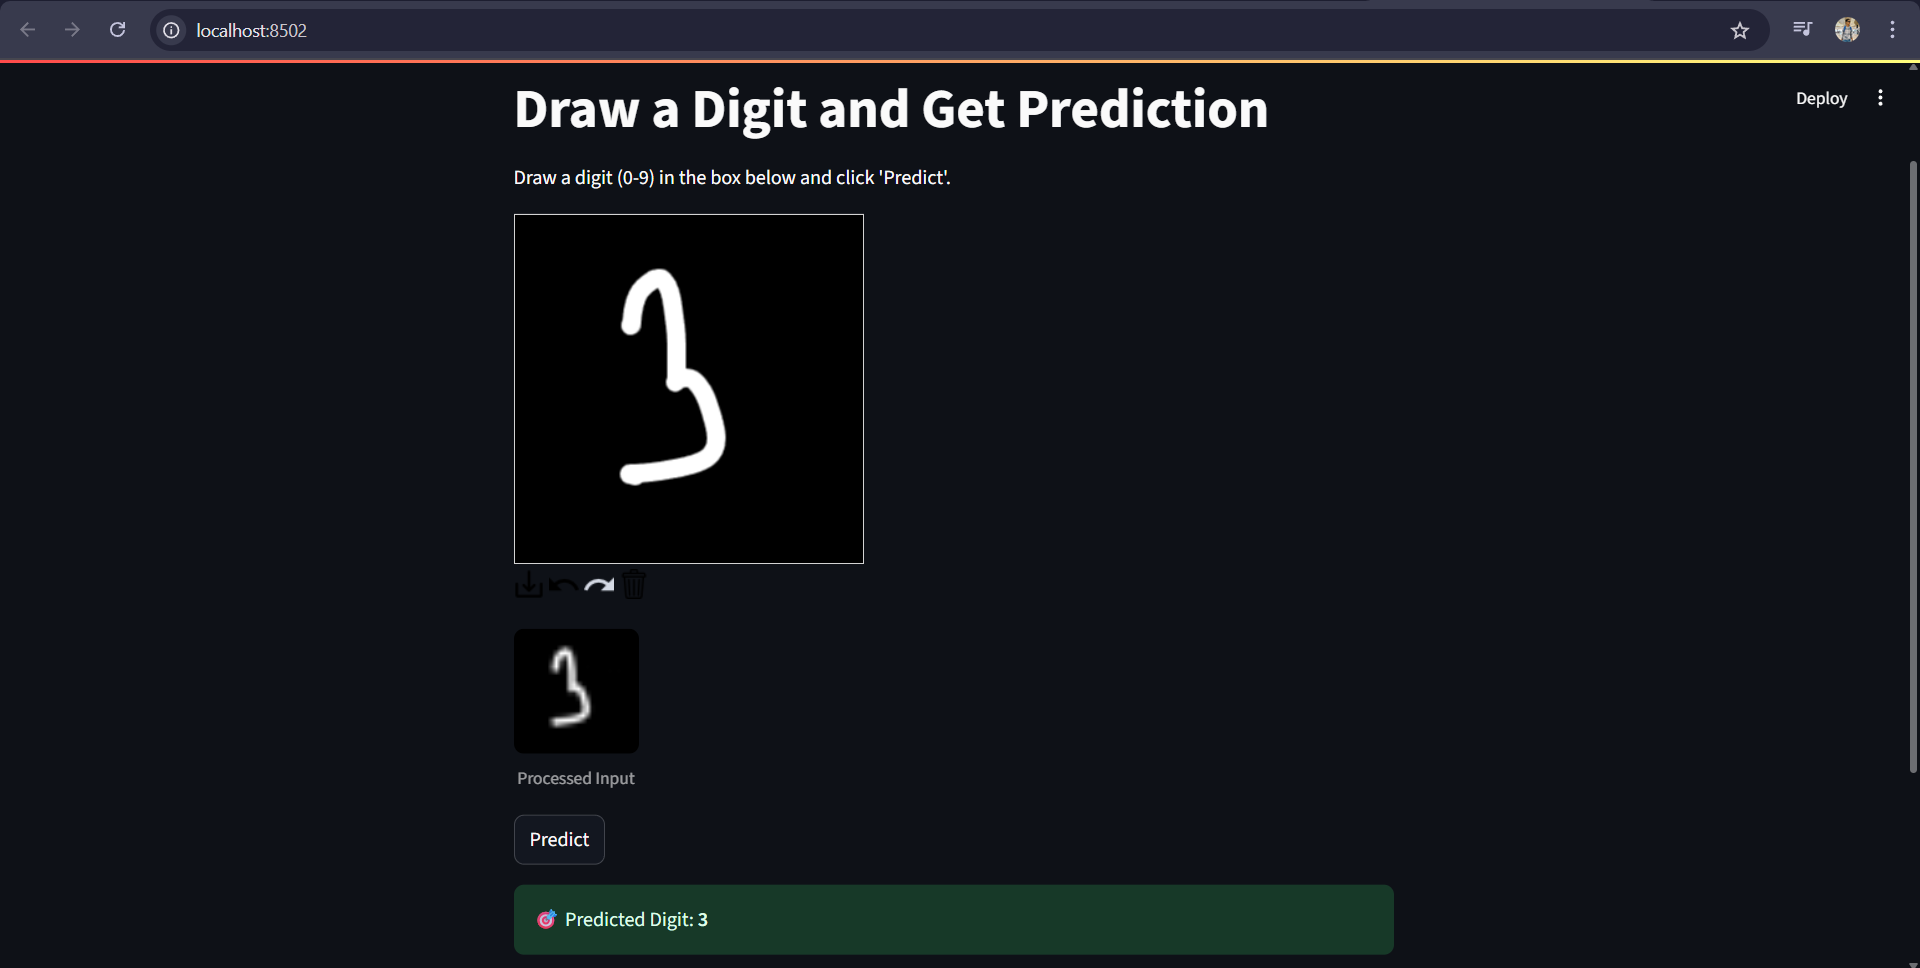 localhost:8502
Deploy
Draw a Digit and Get Prediction
Draw a digit (0-9) in the box below and click 'Predict'.
3
3
Processed Input
Predict
Predicted Digit: 3